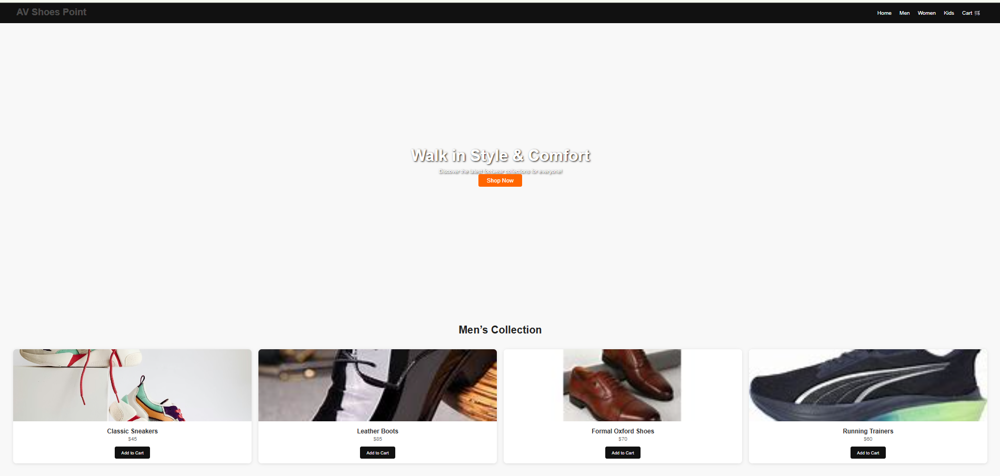 AV Shoes Point
Home Men Women Kids Cart 🛒
Walk in Style & Comfort
Discover the latest footwear collections for everyone!
Shop Now
Men’s Collection
Classic Sneakers
$45
Add to Cart
Leather Boots
$85
Add to Cart
Formal Oxford Shoes
$70
Add to Cart
Running Trainers
$60
Add to Cart